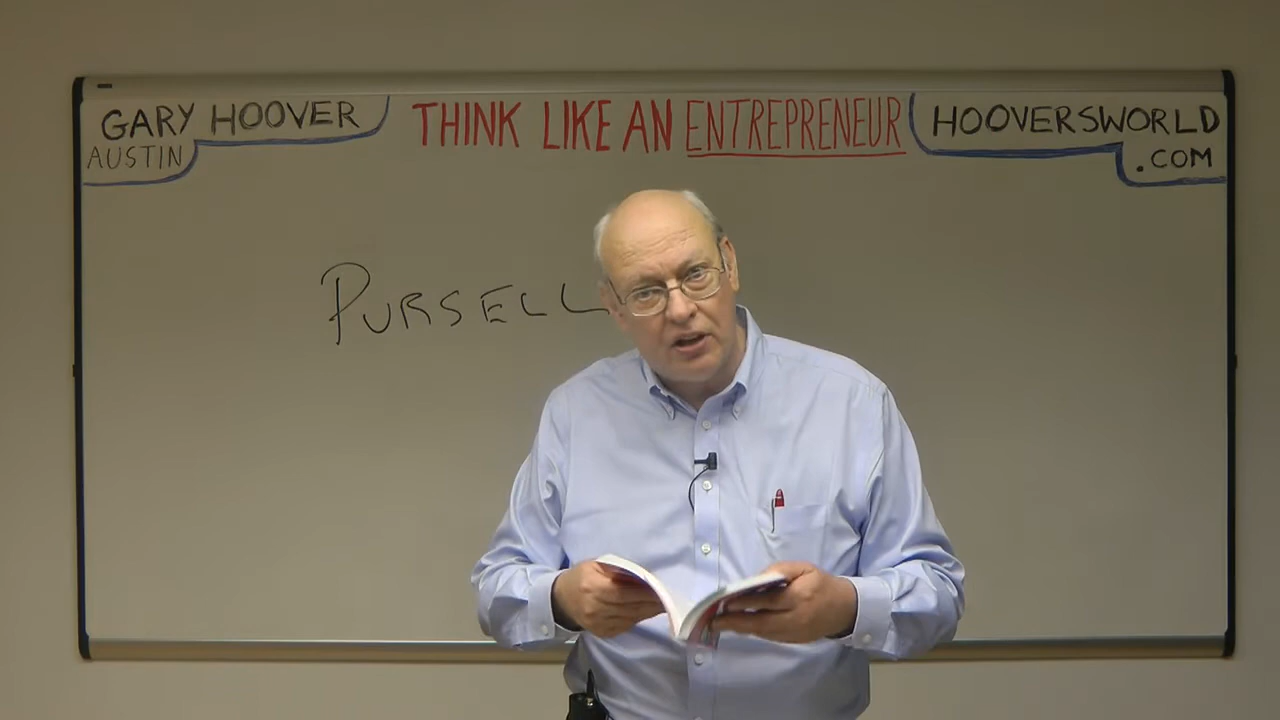 GARY HOOVER
AUSTIN
THINK LIKE AN ENTREPRENEUR
HOOVERSWORLD
.COM
PURSELL